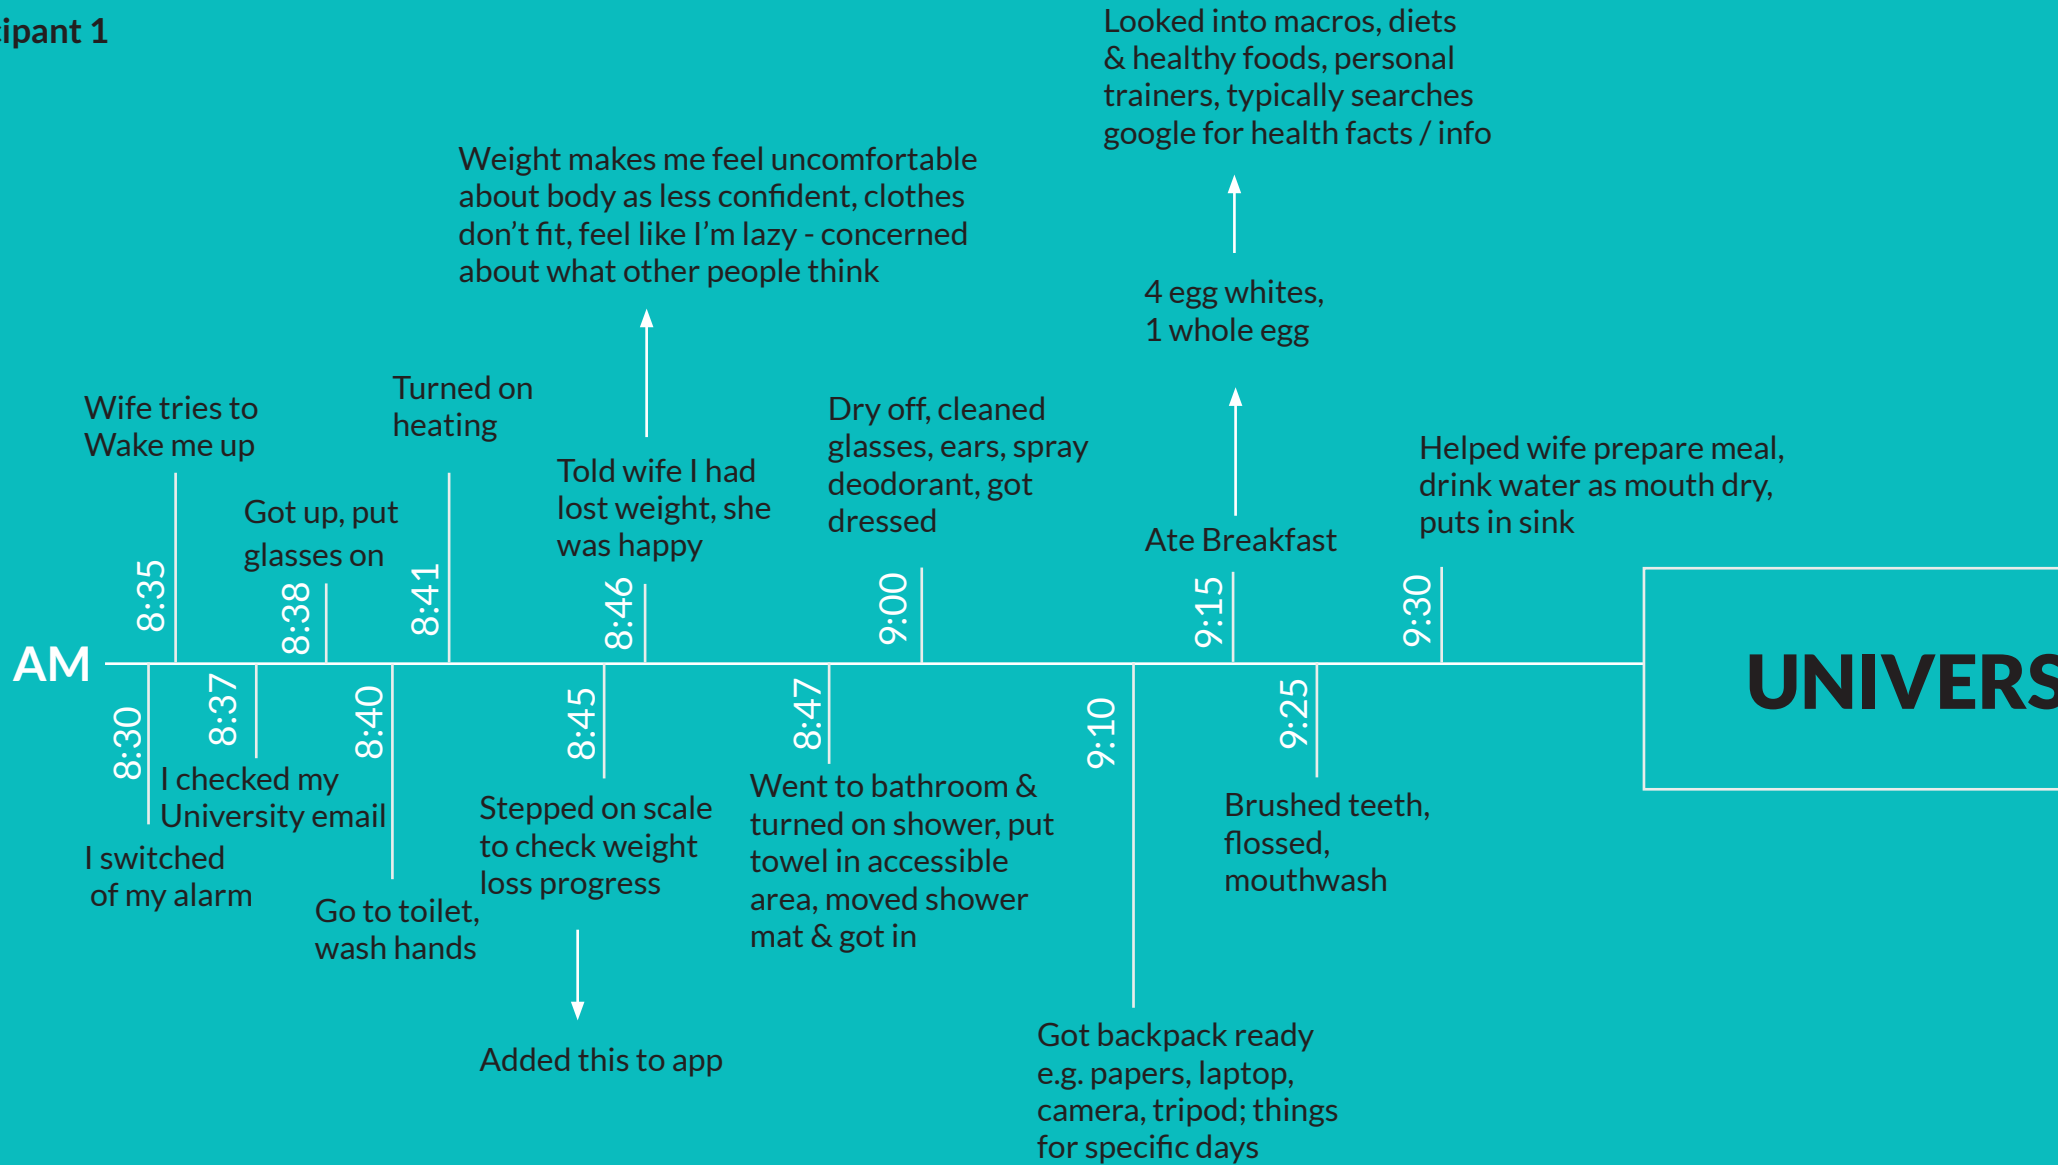 cipant 1
Looked into macros, diets
& healthy foods, personal
trainers, typically searches
google for health facts / info
Weight makes me feel uncomfortable
about body as less confident, clothes
don't fit, feel like I'm lazy - concerned
about what other people think
4 egg whites,
1 whole egg
Wife tries to
Wake me up
Turned on
heating
Got up, put
glasses on
Told wife I had
lost weight, she
was happy
Dry off, cleaned
glasses, ears, spray
deodorant, got
dressed
Ate Breakfast
Helped wife prepare meal,
drink water as mouth dry,
puts in sink
8:35
8:38
8:41
8:46
9:00
9:15
9:30
AM
UNIVERS
8:30
8:37
8:40
8:45
8:47
9:10
9:25
I checked my
University email
I switched
of my alarm
Go to toilet,
wash hands
Stepped on scale
to check weight
loss progress
Added this to app
Went to bathroom &
turned on shower, put
towel in accessible
area, moved shower
mat & got in
Brushed teeth,
flossed,
mouthwash
Got backpack ready
e.g. papers, laptop,
camera, tripod; things
for specific days